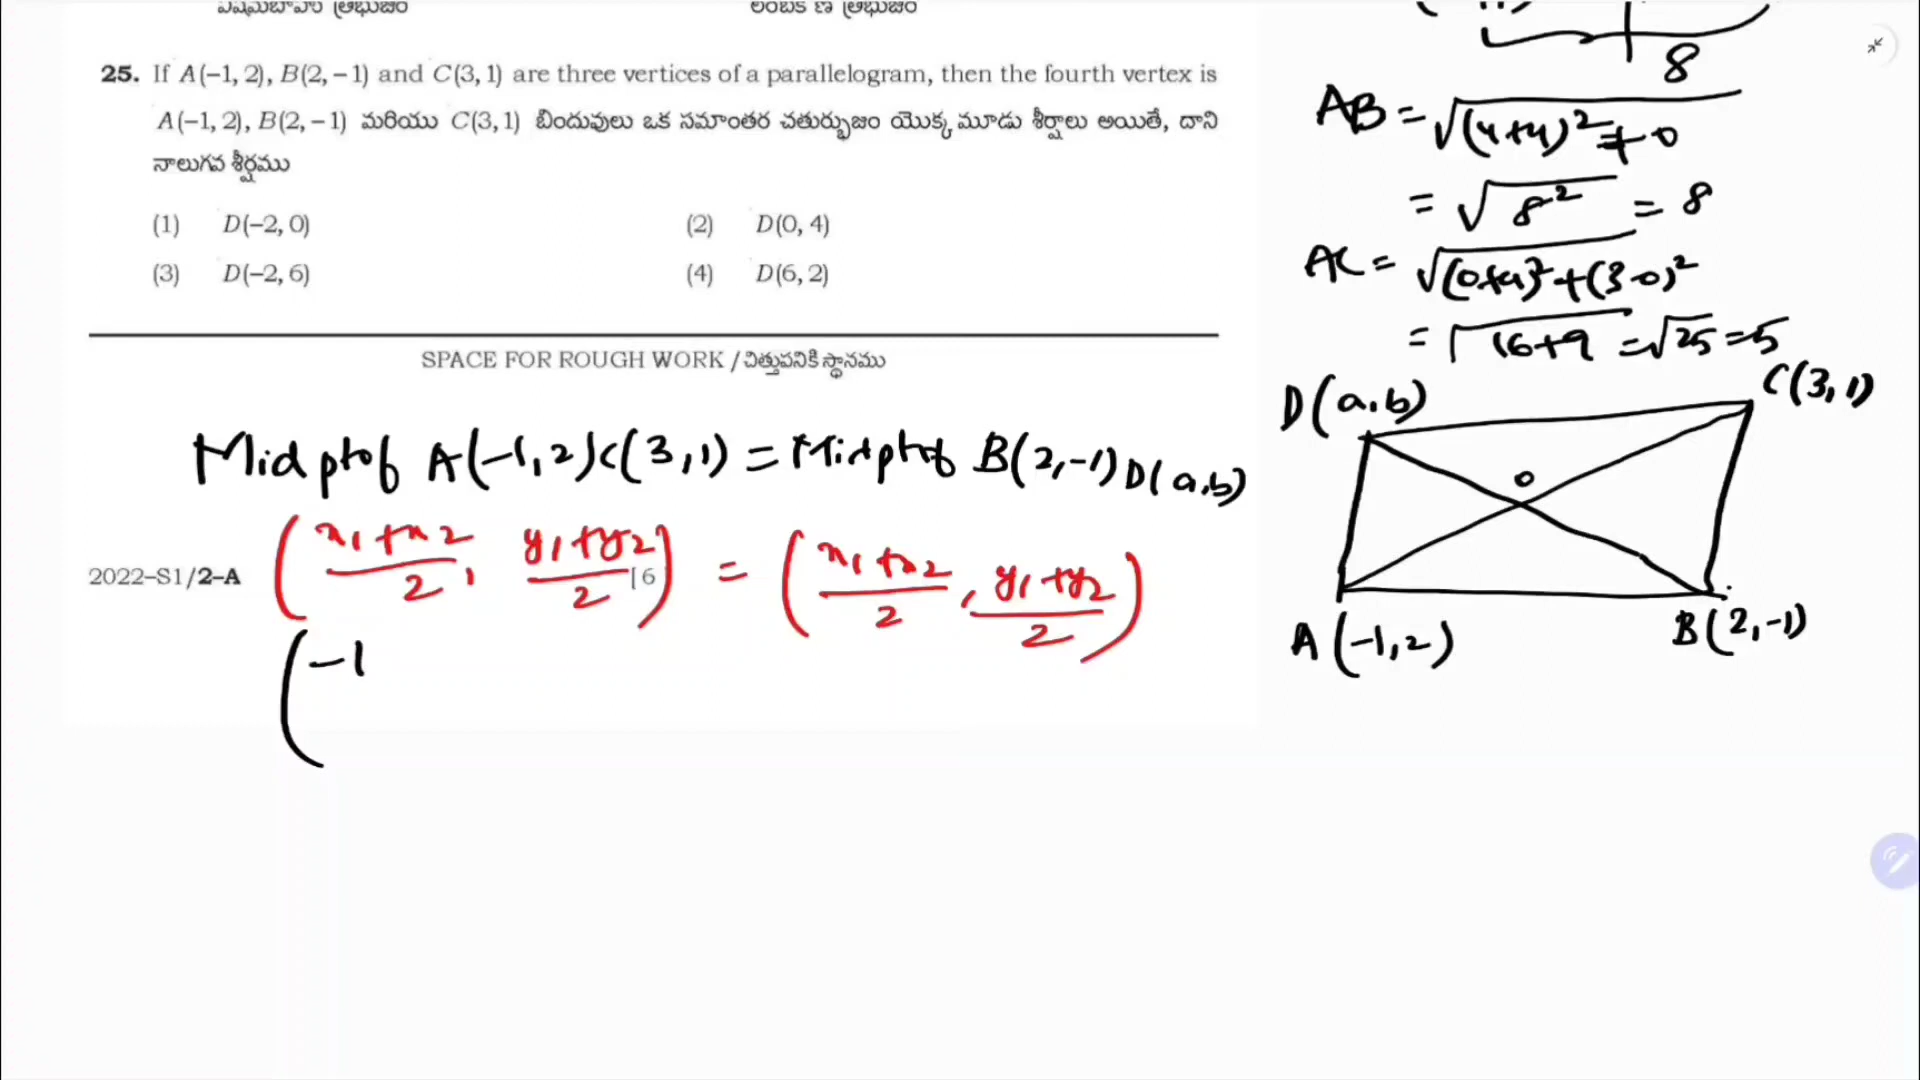 25. If A(−1, 2), B(2, −1) and C(3, 1) are three vertices of a parallelogram, then the fourth vertex is
A(−1, 2), B(2, −1) మరియు C(3, 1) బిందువులు ఒక సమాంతర చతుర్భుజం యొక్క మూడు శీర్షాలు అయితే, దాని
నాలుగవ శీర్షము
(1) D(−2, 0) (2) D(0, 4)
(3) D(−2, 6) (4) D(6, 2)
SPACE FOR ROUGH WORK / చిత్తుపనికి స్థానము
Mid pt of A(-1,2) C(3,1) = Mid pt of B(2,-1) D(a,b)
2022–S1/2–A (x₁+x₂/2, y₁+y₂/2) [6 = (x₁+x₂/2, y₁+y₂/2)
(-1
8
AB = √(4+4)²+0
= √8² = 8
AC = √(0+4)²+(3-0)²
= √16+9 = √25 = 5
D(a,b) C(3,1)
O
A(-1,2) B(2,-1)